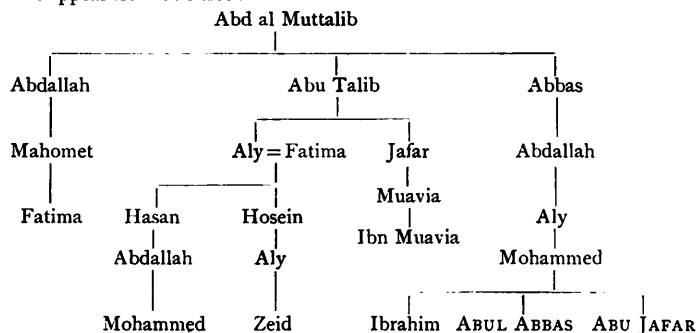 Abd al Muttalib
Abdallah Abu Talib Abbas
Mahomet Aly = Fatima Jafar Abdallah
Muavia
Fatima Hasan Hosein Aly
Ibn Muavia
Abdallah Aly Mohammed
Mohammed Zeid Ibrahim ABUL ABBAS ABU JAFAR